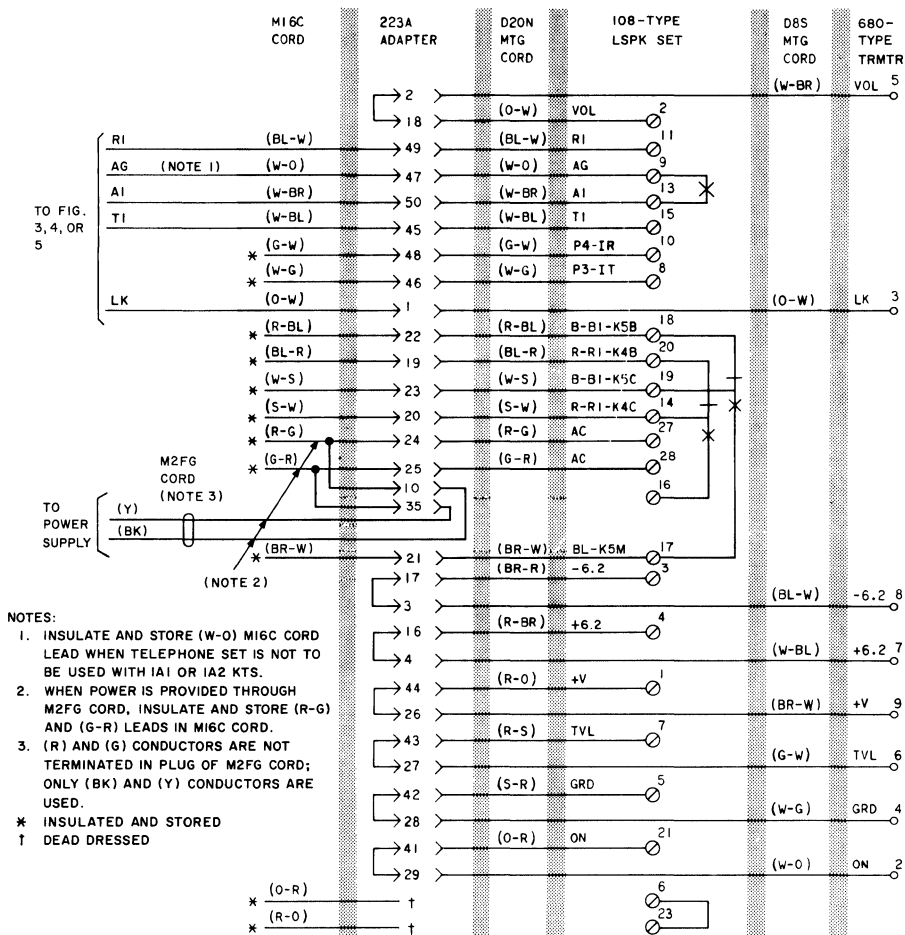 M16C CORD 223A ADAPTER D20N MTG CORD 108-TYPE LSPK SET D8S MTG CORD 680-TYPE TRMTR
2 (W-BR) VOL 5
18 (O-W) VOL 2
R1 (BL-W) 49 (BL-W) R1 11
AG (NOTE 1) (W-O) 47 (W-O) AG 9
A1 (W-BR) 50 (W-BR) A1 13
TO FIG. 3, 4, OR 5
T1 (W-BL) 45 (W-BL) T1 15
* (G-W) 48 (G-W) P4-IR 10
* (W-G) 46 (W-G) P3-IT 8
LK (O-W) 1 (O-W) LK 3
* (R-BL) 22 (R-BL) B-B1-K5B 18
* (BL-R) 19 (BL-R) R-R1-K4B 20
* (W-S) 23 (W-S) B-B1-K5C 19
* (S-W) 20 (S-W) R-R1-K4C 14
* (R-G) 24 (R-G) AC 27
* (G-R) 25 (G-R) AC 28
M2FG CORD (NOTE 3)
10
16
35
TO POWER SUPPLY
(Y)
(BK)
* (BR-W) 21 (BR-W) BL-K5M 17
(NOTE 2)
17 (BR-R) -6.2 3
3 (BL-W) -6.2 8
16 (R-BR) +6.2 4
4 (W-BL) +6.2 7
44 (R-O) +V 1
26 (BR-W) +V 9
43 (R-S) TVL 7
27 (G-W) TVL 6
42 (S-R) GRD 5
28 (W-G) GRD 4
41 (O-R) ON 21
29 (W-O) ON 2
* (O-R) † 6
* (R-O) † 23
NOTES:
1. INSULATE AND STORE (W-O) M16C CORD
LEAD WHEN TELEPHONE SET IS NOT TO
BE USED WITH 1A1 OR 1A2 KTS.
2. WHEN POWER IS PROVIDED THROUGH
M2FG CORD, INSULATE AND STORE (R-G)
AND (G-R) LEADS IN M16C CORD.
3. (R) AND (G) CONDUCTORS ARE NOT
TERMINATED IN PLUG OF M2FG CORD;
ONLY (BK) AND (Y) CONDUCTORS ARE
USED.
* INSULATED AND STORED
† DEAD DRESSED